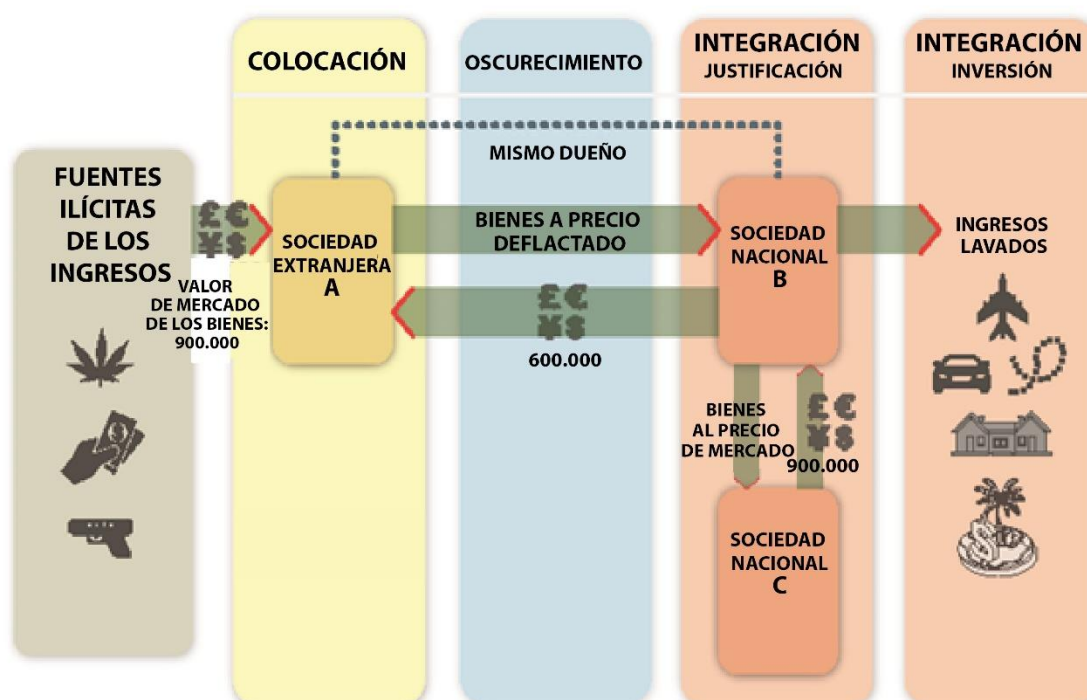 COLOCACIÓN
OSCURECIMIENTO
INTEGRACIÓN
JUSTIFICACIÓN
INTEGRACIÓN
INVERSIÓN
MISMO DUEÑO
FUENTES
ILÍCITAS
DE LOS
INGRESOS
£ €
¥ $
VALOR
DE MERCADO
DE LOS BIENES:
900.000
SOCIEDAD
EXTRANJERA
A
BIENES A PRECIO
DEFLACTADO
£ €
¥ $
600.000
SOCIEDAD
NACIONAL
B
INGRESOS
LAVADOS
BIENES
AL PRECIO
DE MERCADO
£ €
¥ $
900.000
SOCIEDAD
NACIONAL
C